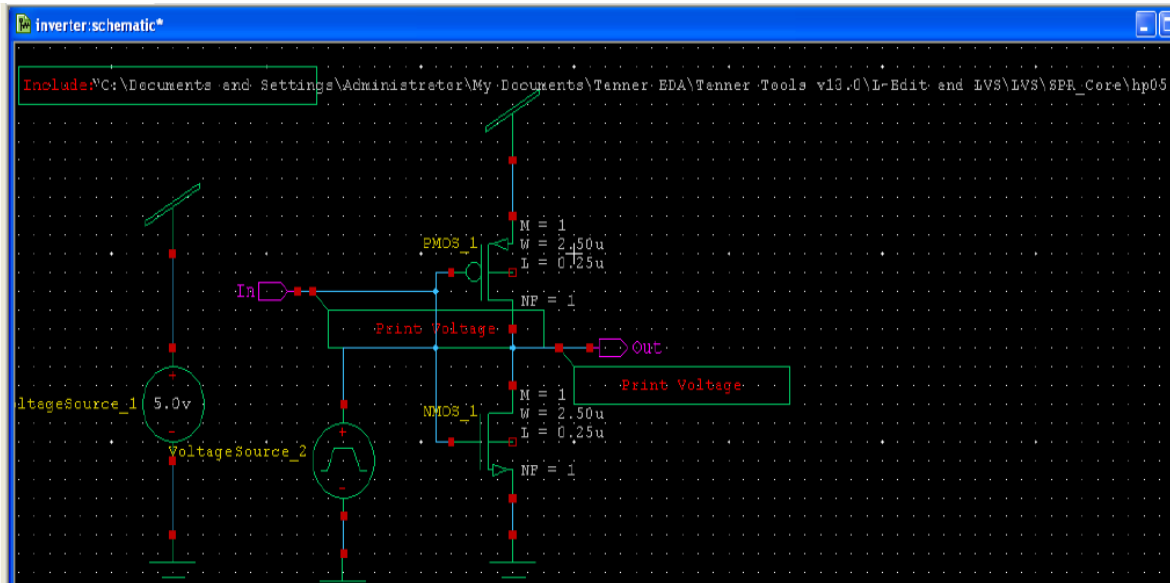 inverter:schematic*
Include:"C:\Documents and Settings\Administrator\My Documents\Tanner EDA\Tanner Tools v13.0\L-Edit and LVS\LVS\SPR_Core\hp05
M = 1
PMOS_1
W = 2.50u
L = 0.25u
In
NF = 1
Print Voltage
Out
Print Voltage
ltageSource_1
5.0v
M = 1
NMOS_1
W = 2.50u
L = 0.25u
VoltageSource_2
NF = 1